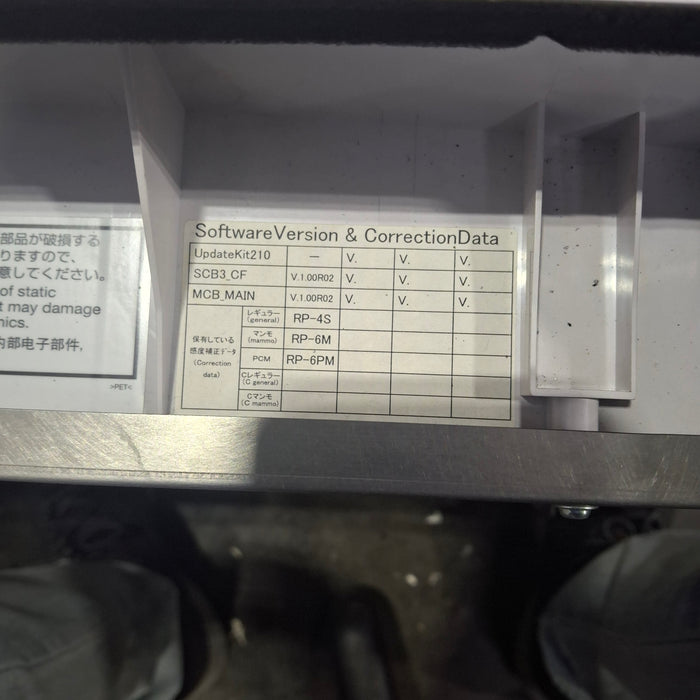 部品が破損する
りますので、
意してください。
of static
t may damage
nics.
内部电子部件,
>PET<
SoftwareVersion & CorrectionData
UpdateKit210 — V. V. V.
SCB3_CF V.1.00R02 V. V. V.
MCB_MAIN V.1.00R02 V. V. V.
保有している
感度補正データ
(Correction
data)
レギュラー
(general) RP-4S
マンモ
(mammo) RP-6M
PCM RP-6PM
Cレギュラー
(C general)
Cマンモ
(C mammo)